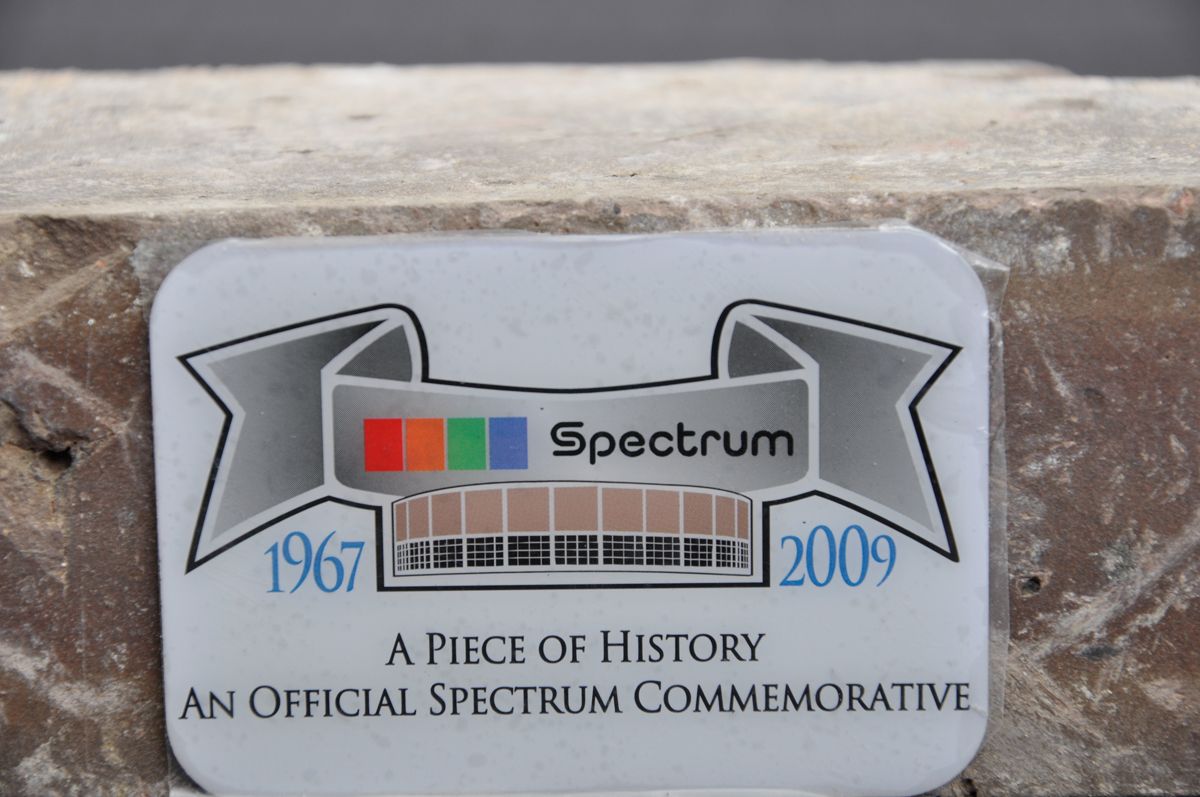 Spectrum
1967 2009
A Piece of History
An Official Spectrum Commemorative